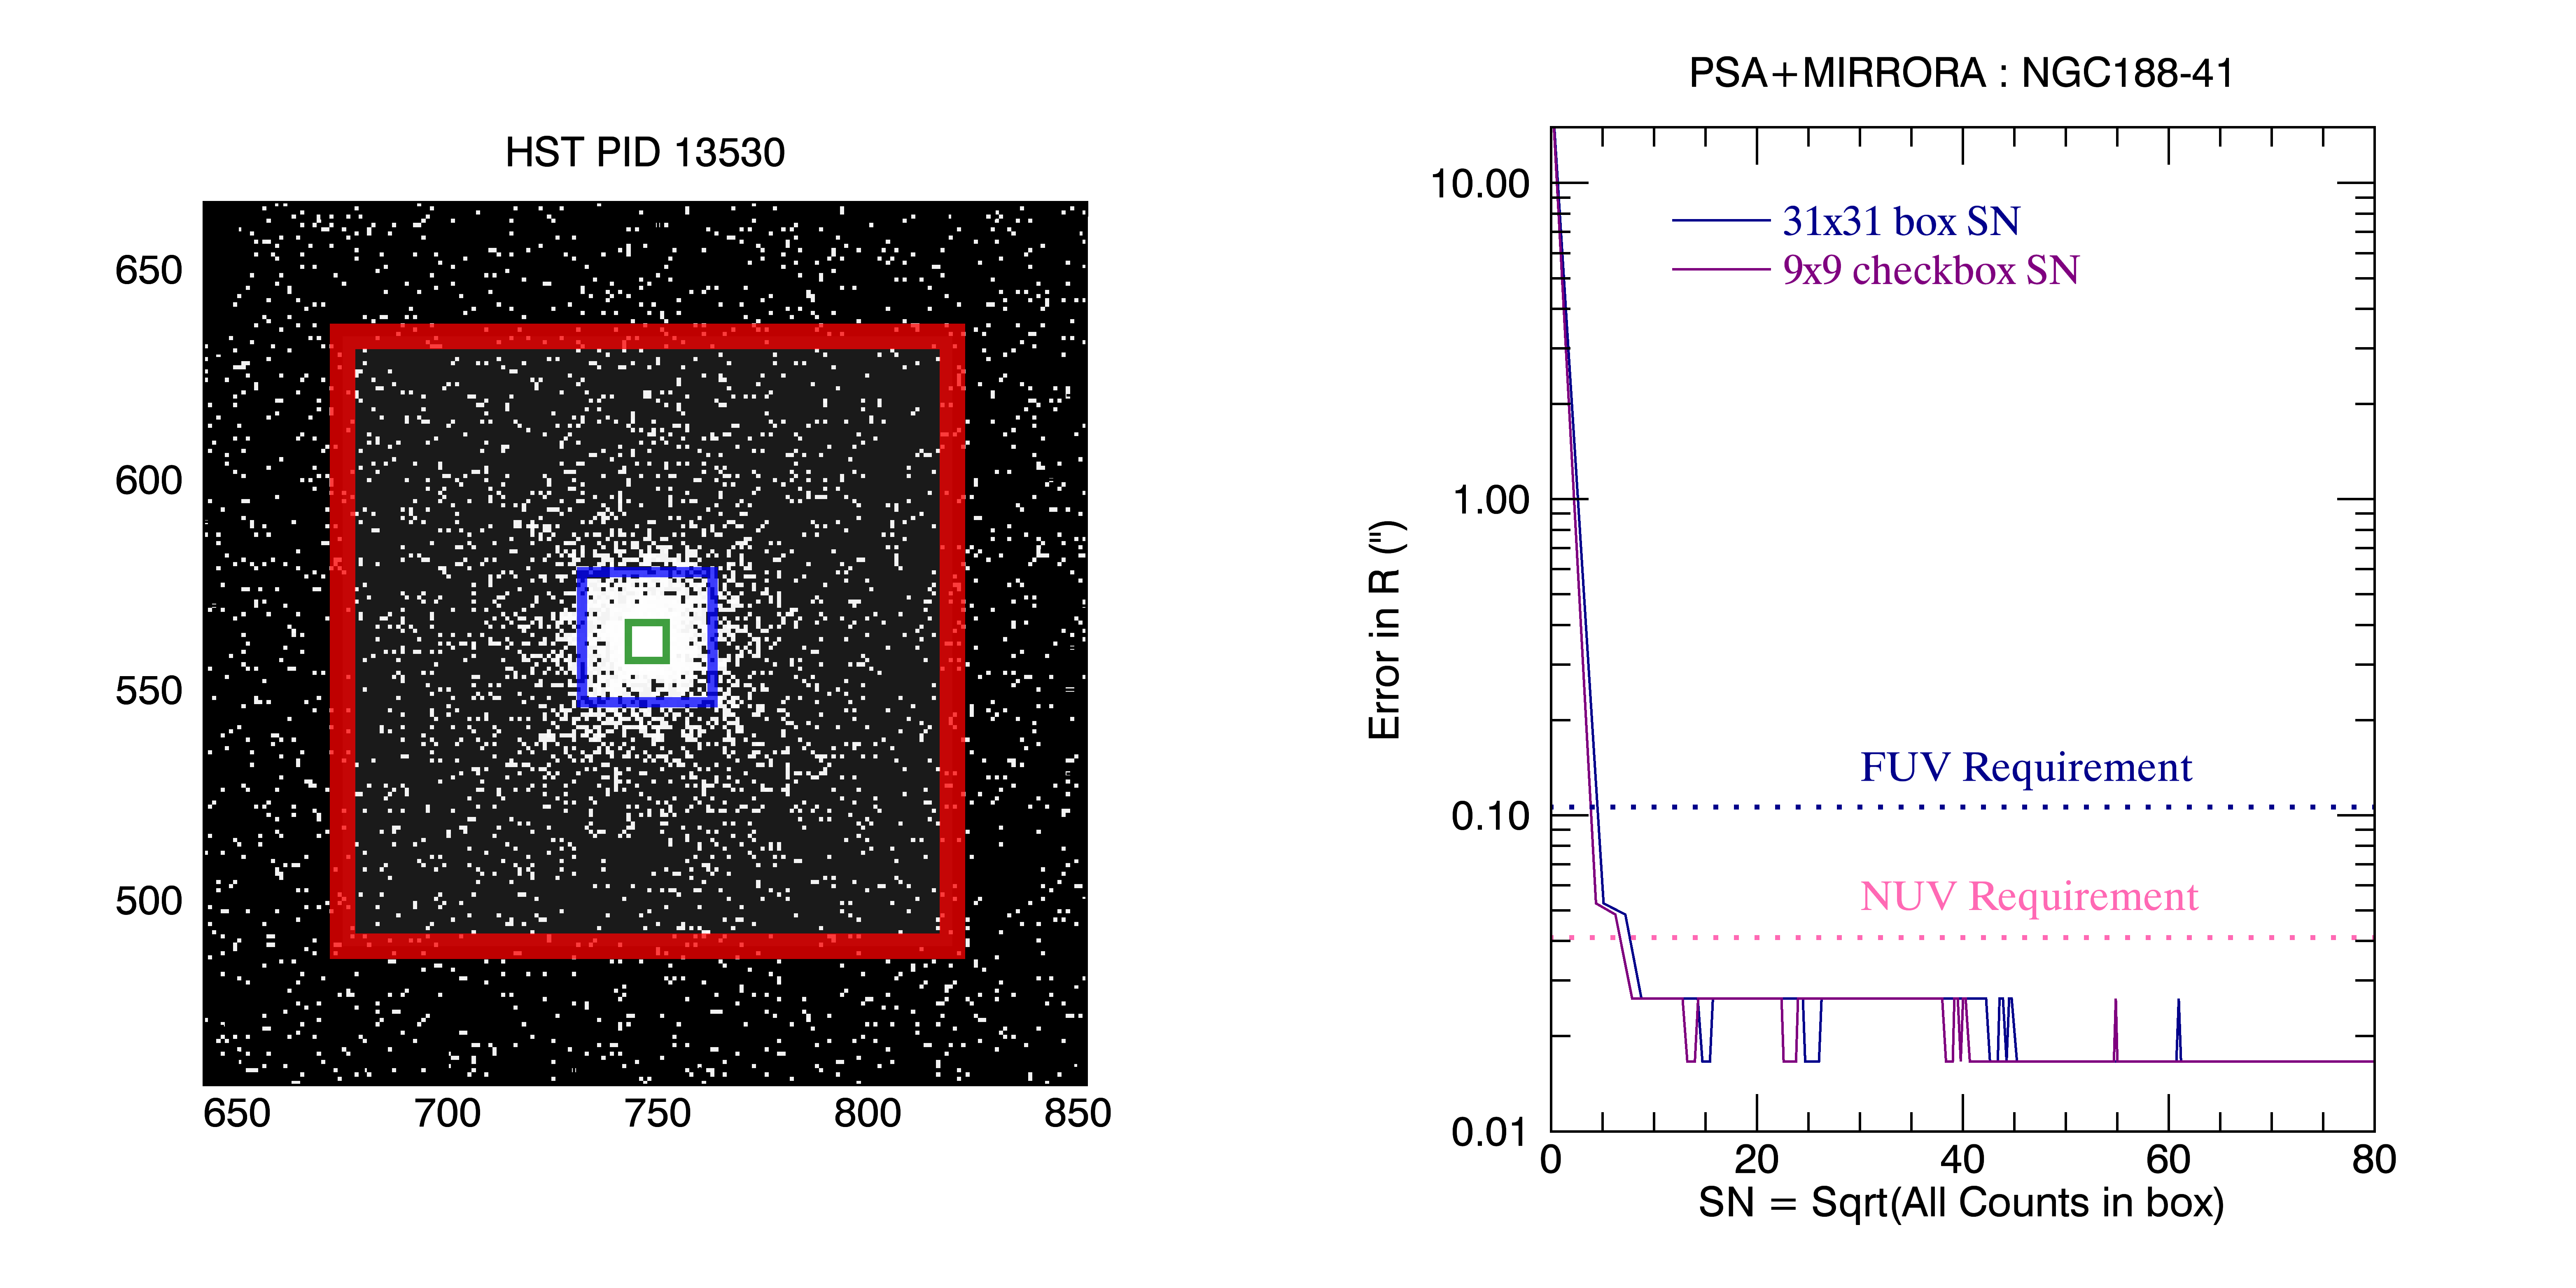 HST PID 13530
650
600
550
500
650 700 750 800 850
PSA+MIRRORA : NGC188-41
10.00
1.00
0.10
0.01
Error in R (")
31x31 box SN
9x9 checkbox SN
FUV Requirement
NUV Requirement
0 20 40 60 80
SN = Sqrt(All Counts in box)